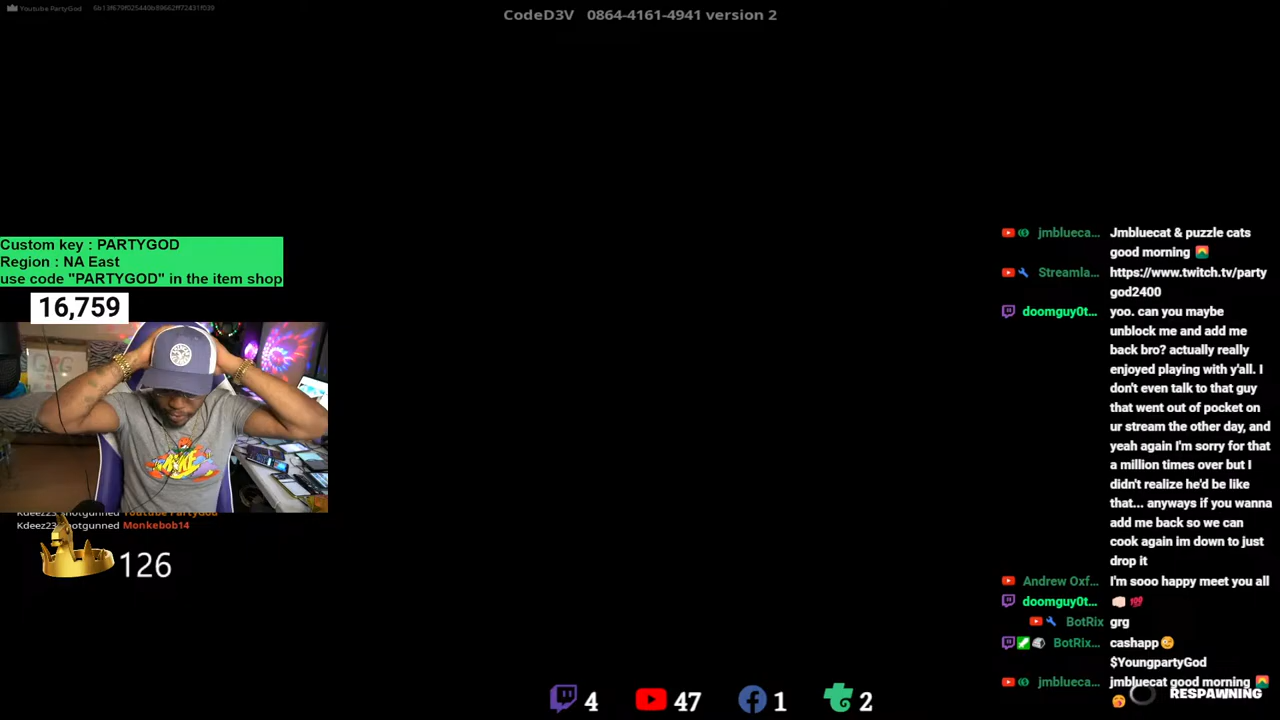 Youtube PartyGod
CodeD3V 0864-4161-4941 version 2
Custom key : PARTYGOD
Region : NA East
use code "PARTYGOD" in the item shop
16,759
Kdeez23 shotgunned Youtube PartyGod
Kdeez23 shotgunned Monkebob14
126
jmblueca... Jmbluecat & puzzle cats
good morning 🌄
Streamla... https://www.twitch.tv/party
god2400
doomguy0t... yoo. can you maybe
unblock me and add me
back bro? actually really
enjoyed playing with y'all. I
don't even talk to that guy
that went out of pocket on
ur stream the other day, and
yeah again I'm sorry for that
a million times over but I
didn't realize he'd be like
that... anyways if you wanna
add me back so we can
cook again im down to just
drop it
Andrew Oxf... I'm sooo happy meet you all
doomguy0t... 👊🏻 💯
BotRix grg
BotRix... cashapp
$YoungpartyGod
jmblueca... jmbluecat good morning 🌄
RESPAWNING
4 47 1 2